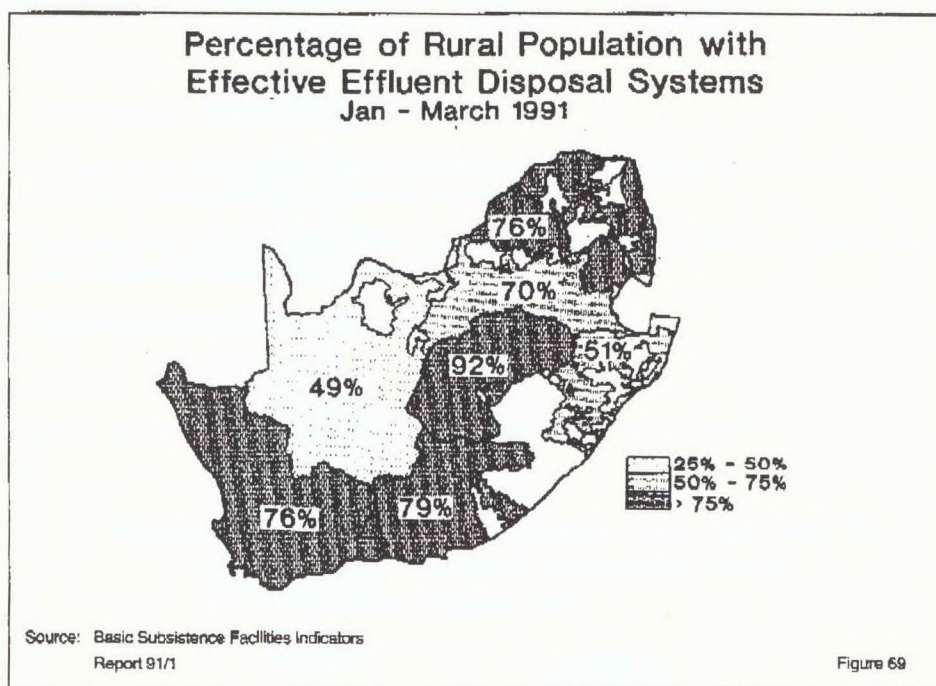 Percentage of Rural Population with
Effective Effluent Disposal Systems
Jan - March 1991
76%
70%
51%
92%
49%
79%
76%
25% - 50%
50% - 75%
> 75%
Source: Basic Subsistence Facilities Indicators
Report 91/1
Figure 69